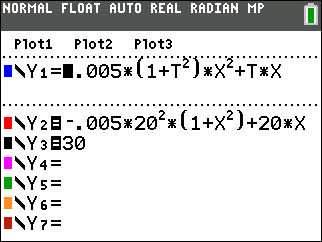 NORMAL FLOAT AUTO REAL RADIAN MP
Plot1 Plot2 Plot3
\Y₁=.005*(1+T²)*X²+T*X
\Y₂=-.005*20²*(1+X²)+20*X
\Y₃=30
\Y₄=
\Y₅=
\Y₆=
\Y₇=